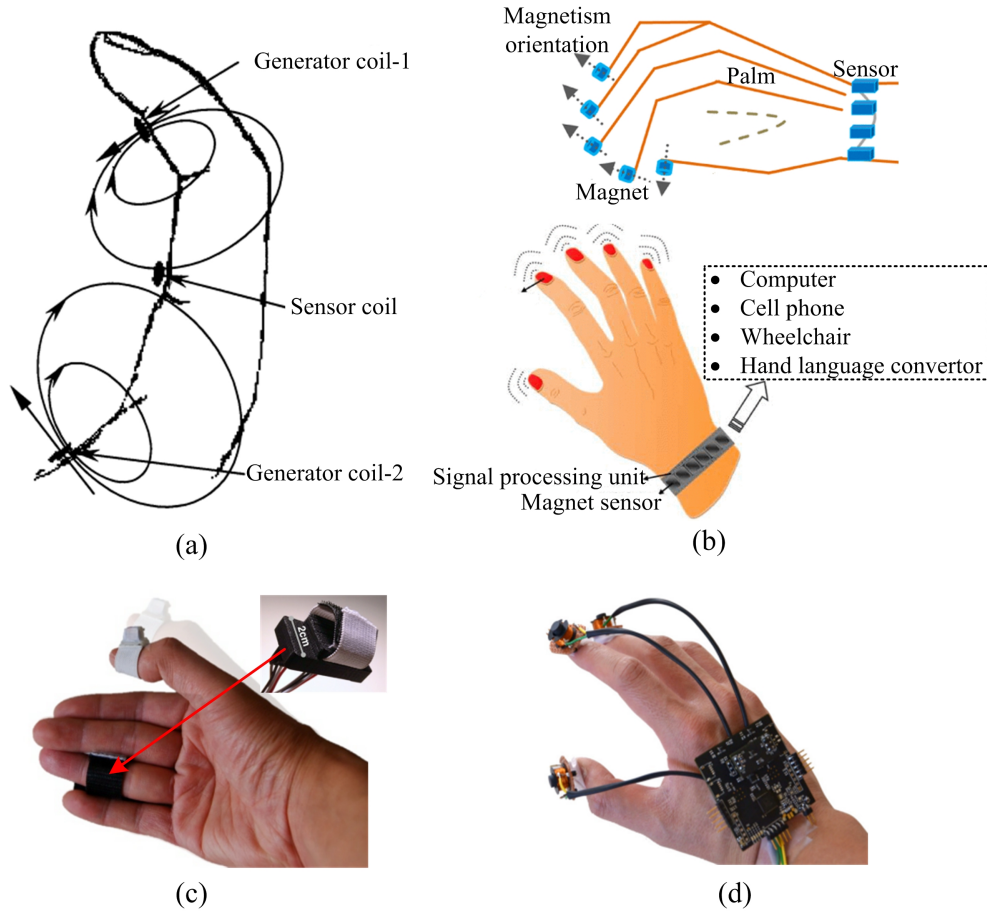 Generator coil-1
Sensor coil
Generator coil-2
(a)
Magnetism
orientation
Palm
Sensor
Magnet
• Computer
• Cell phone
• Wheelchair
• Hand language convertor
Signal processing unit
Magnet sensor
(b)
2cm
(c)
(d)